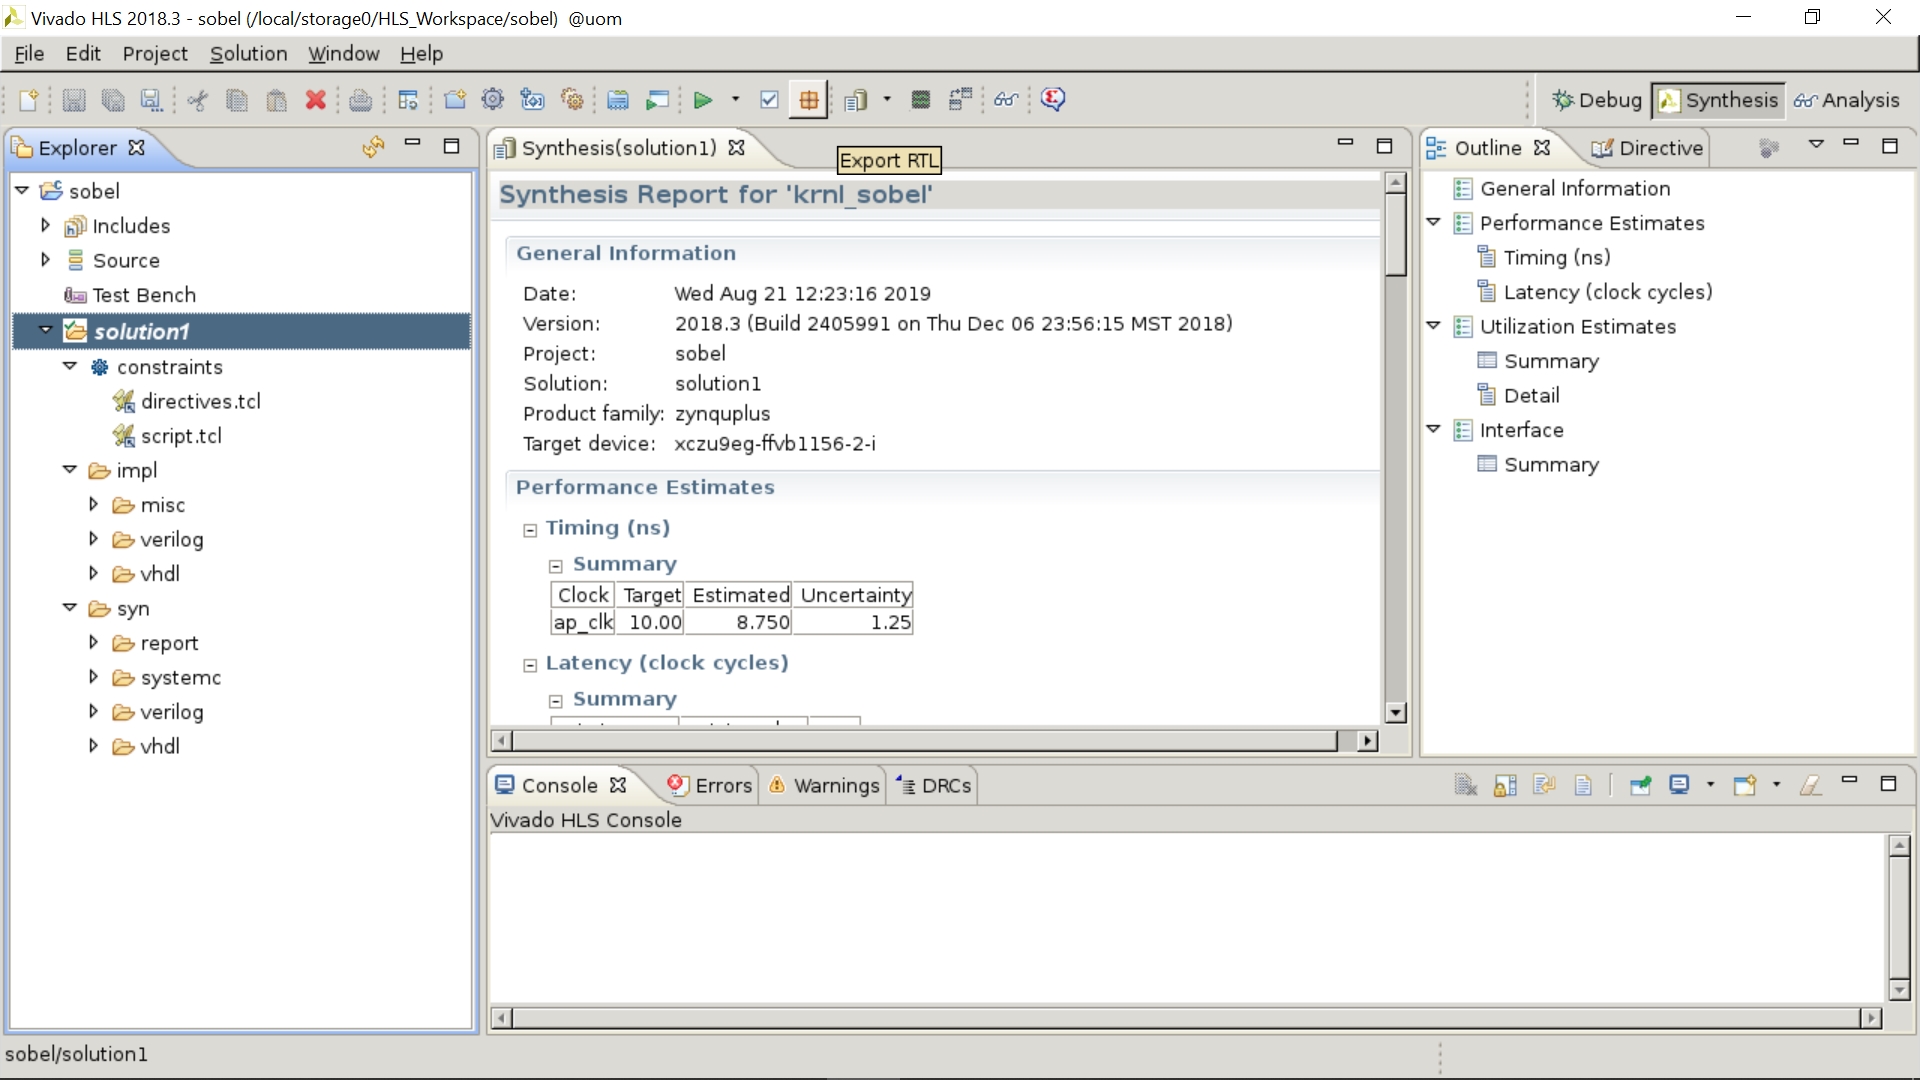 Vivado HLS 2018.3 - sobel (/local/storage0/HLS_Workspace/sobel) @uom
File Edit Project Solution Window Help
Debug Synthesis Analysis
Explorer
sobel
Includes
Source
Test Bench
solution1
constraints
directives.tcl
script.tcl
impl
misc
verilog
vhdl
syn
report
systemc
verilog
vhdl
Synthesis(solution1)
Export RTL
Synthesis Report for 'krnl_sobel'
General Information
Date: Wed Aug 21 12:23:16 2019
Version: 2018.3 (Build 2405991 on Thu Dec 06 23:56:15 MST 2018)
Project: sobel
Solution: solution1
Product family: zynquplus
Target device: xczu9eg-ffvb1156-2-i
Performance Estimates
Timing (ns)
Summary
Clock Target Estimated Uncertainty
ap_clk 10.00 8.750 1.25
Latency (clock cycles)
Summary
Outline Directive
General Information
Performance Estimates
Timing (ns)
Latency (clock cycles)
Utilization Estimates
Summary
Detail
Interface
Summary
Console Errors Warnings DRCs
Vivado HLS Console
sobel/solution1